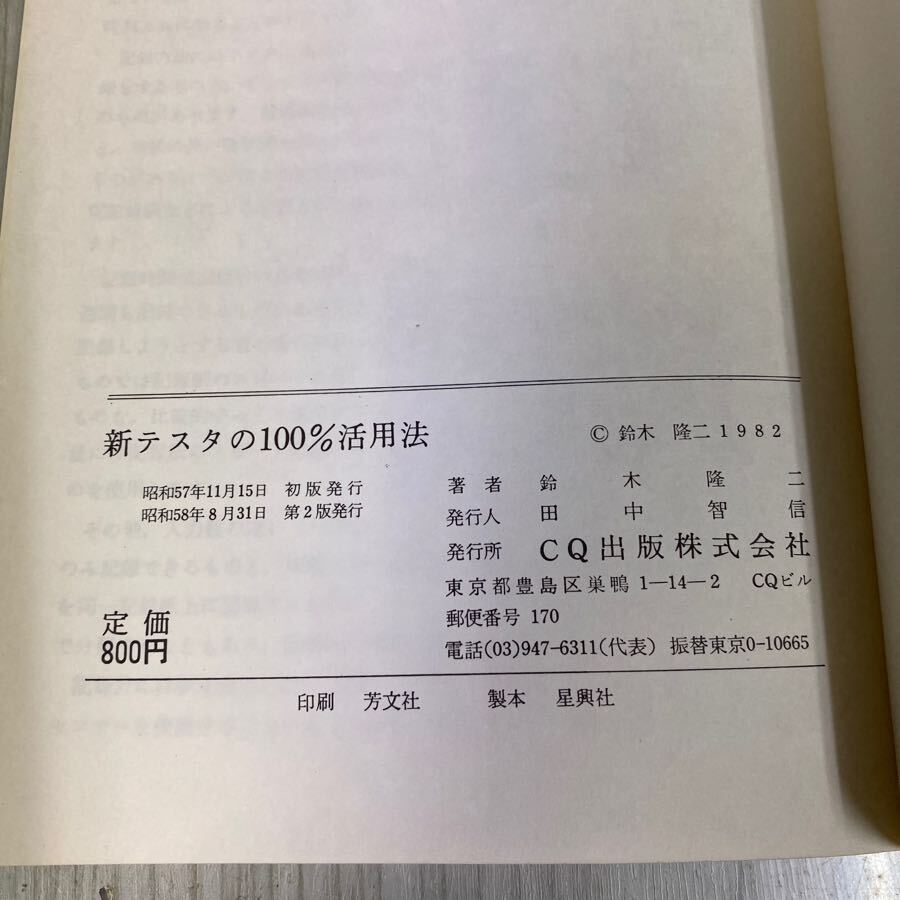 新テスタの100%活用法
© 鈴木 隆二 1982
昭和57年11月15日 初版発行
昭和58年8月31日 第2版発行
著者 鈴木隆二
発行人 田中智信
発行所 CQ出版株式会社
東京都豊島区巣鴨 1—14—2 CQビル
郵便番号 170
電話(03)947-6311(代表) 振替東京0-10665
定価
800円
印刷 芳文社 製本 星興社